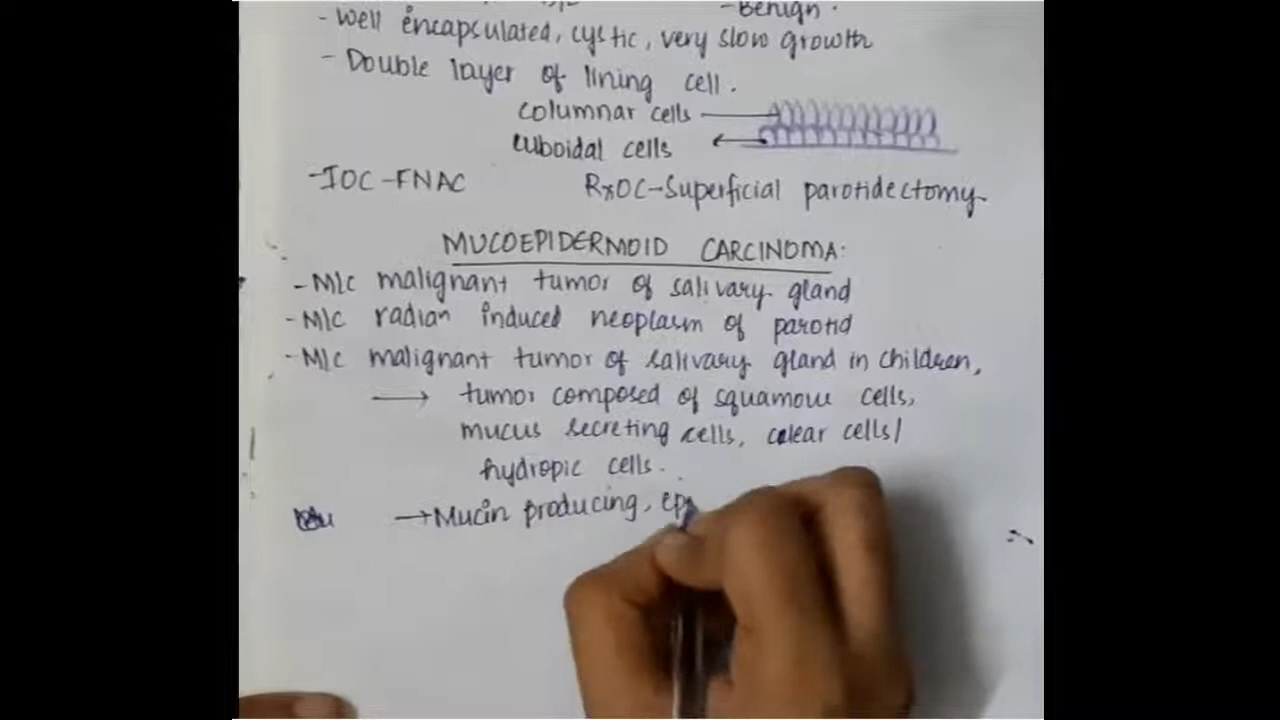 -Benign.
- Well encapsulated, cystic, very slow growth
- Double layer of lining cell.
columnar cells
cuboidal cells
-IOC-FNAC RxOC-Superficial parotidectomy.
MUCOEPIDERMOID CARCINOMA:
- M/c malignant tumor of salivary gland
- M/c radian induced neoplasm of parotid
- M/c malignant tumor of salivary gland in children,
→ tumor composed of squamous cells,
mucus secreting cells, clear cells/
hydropic cells.
→ Mucin producing, ep